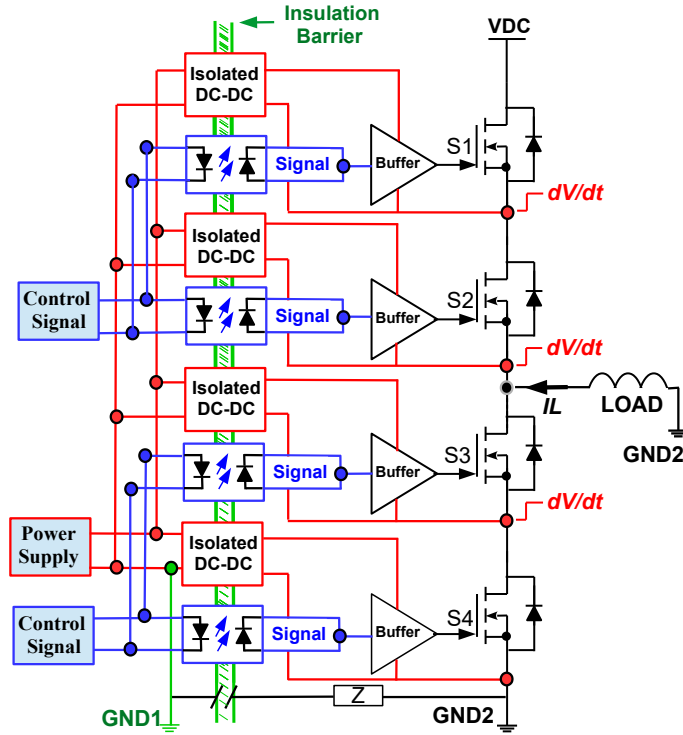 Insulation
Barrier
VDC
Isolated
DC-DC
Signal
Buffer
S1
dV/dt
Isolated
DC-DC
Control
Signal
Signal
Buffer
S2
dV/dt
Isolated
DC-DC
IL
LOAD
GND2
Signal
Buffer
S3
dV/dt
Power
Supply
Isolated
DC-DC
Control
Signal
Signal
Buffer
S4
Z
GND1
GND2